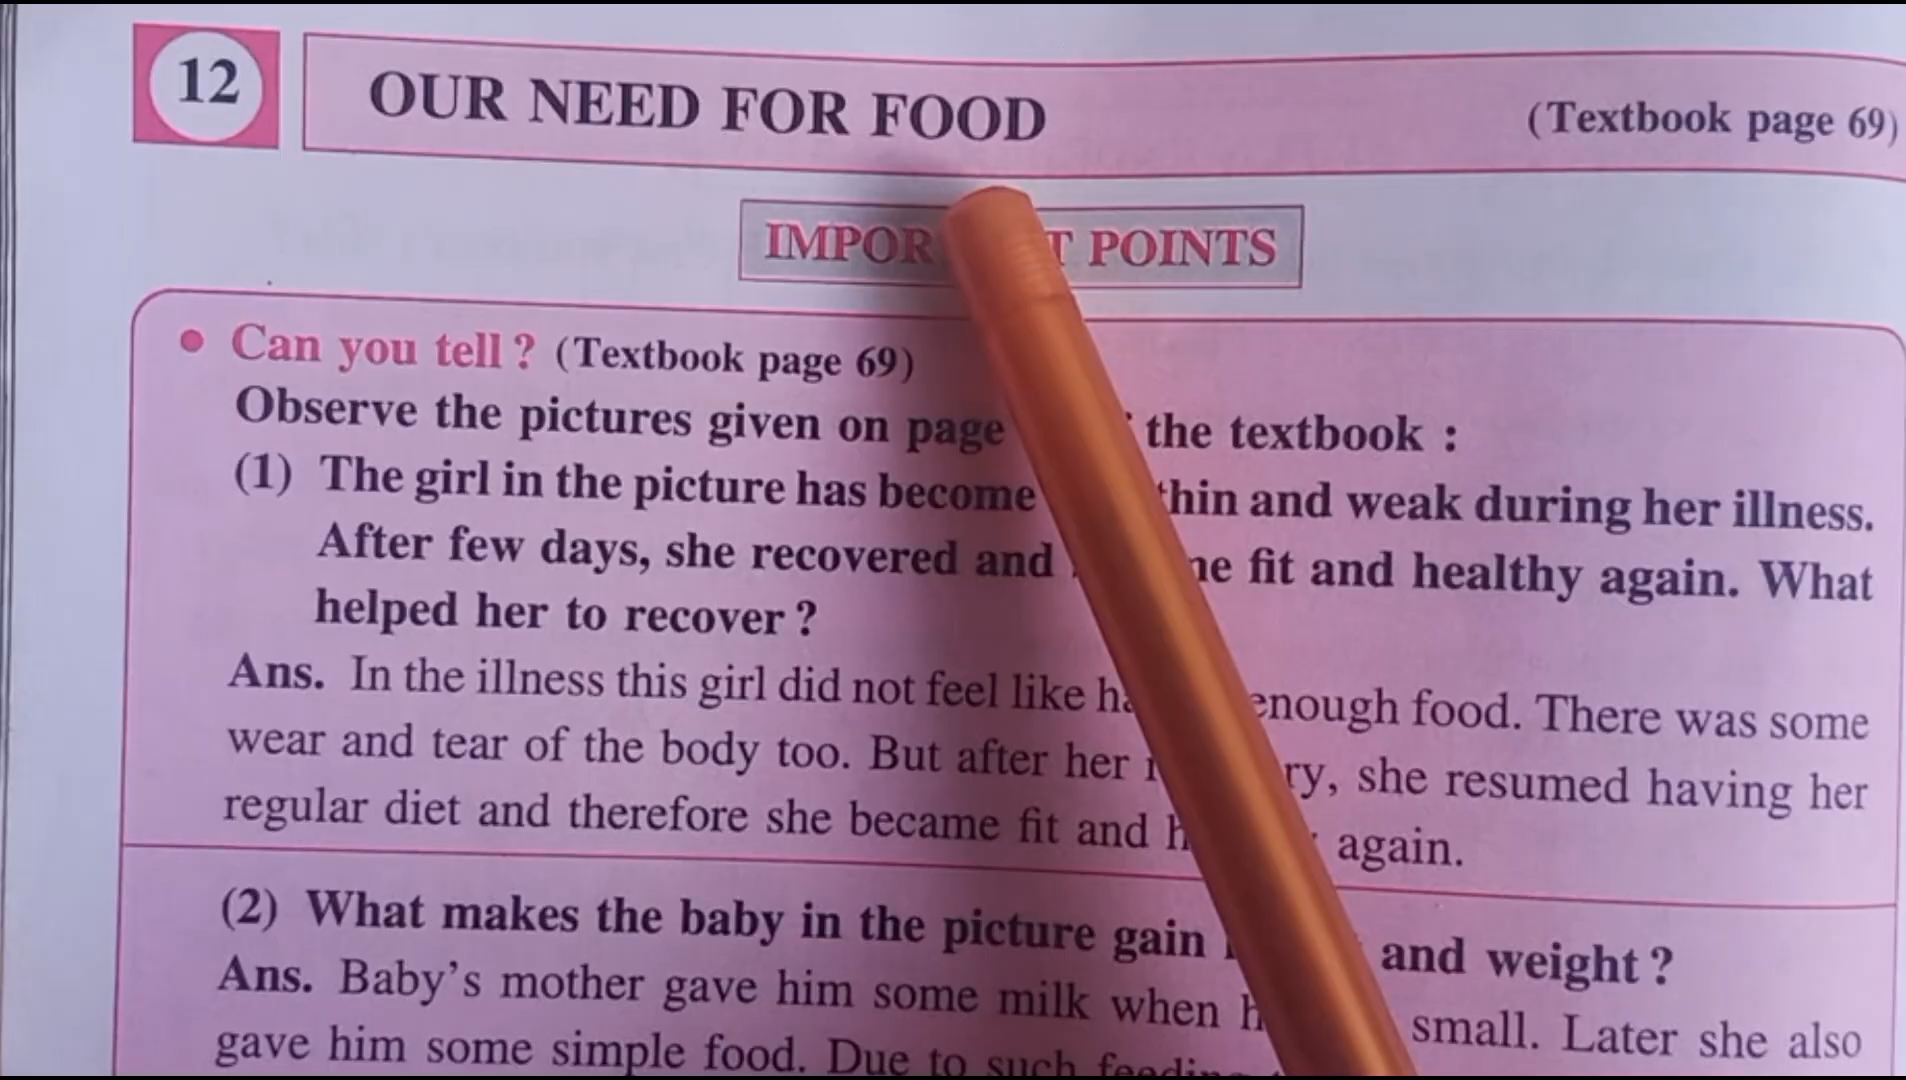 12
OUR NEED FOR FOOD
(Textbook page 69)
POINTS
• Can you tell ? (Textbook page 69)
Observe the pictures given on page the textbook :
(1) The girl in the picture has become thin and weak during her illness.
After few days, she recovered and fit and healthy again. What
helped her to recover ?
Ans. In the illness this girl did not feel like enough food. There was some
wear and tear of the body too. But after her she resumed having her
regular diet and therefore she became fit and again.
(2) What makes the baby in the picture gain and weight ?
Ans. Baby's mother gave him some milk when small. Later she also
gave him some simple food. Due to such feeding